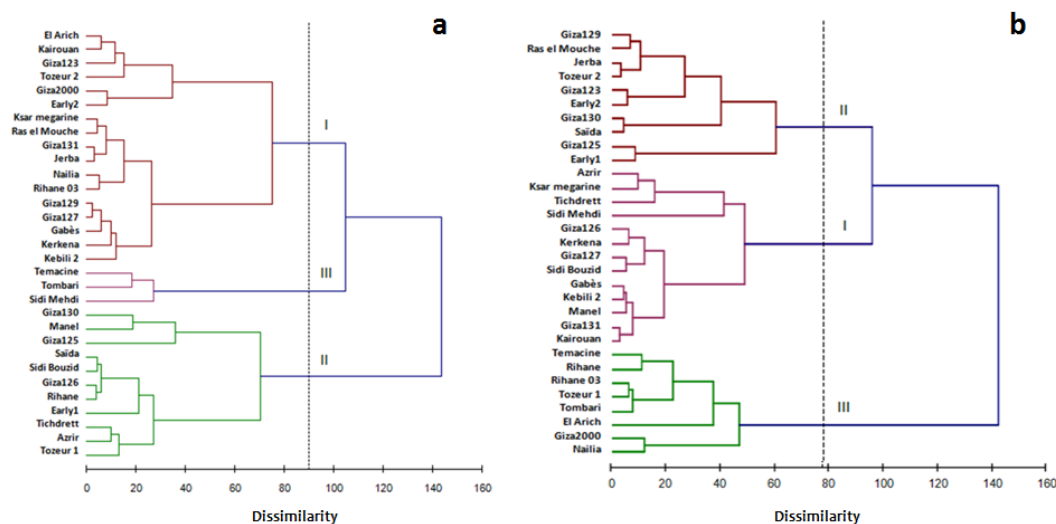 a
El Arich
Kairouan
Giza123
Tozeur 2
Giza2000
Early2
Ksar megarine
Ras el Mouche
Giza131
Jerba
Nailia
Rihane 03
Giza129
Giza127
Gabès
Kerkena
Kebili 2
Temacine
Tombari
Sidi Mehdi
Giza130
Manel
Giza125
Saïda
Sidi Bouzid
Giza126
Rihane
Early1
Tichdrett
Azrir
Tozeur 1
I
III
II
0 20 40 60 80 100 120 140 160
Dissimilarity
b
Giza129
Ras el Mouche
Jerba
Tozeur 2
Giza123
Early2
Giza130
Saïda
Giza125
Early1
Azrir
Ksar megarine
Tichdrett
Sidi Mehdi
Giza126
Kerkena
Giza127
Sidi Bouzid
Gabès
Kebili 2
Manel
Giza131
Kairouan
Temacine
Rihane
Rihane 03
Tozeur 1
Tombari
El Arich
Giza2000
Nailia
II
I
III
0 20 40 60 80 100 120 140 160
Dissimilarity